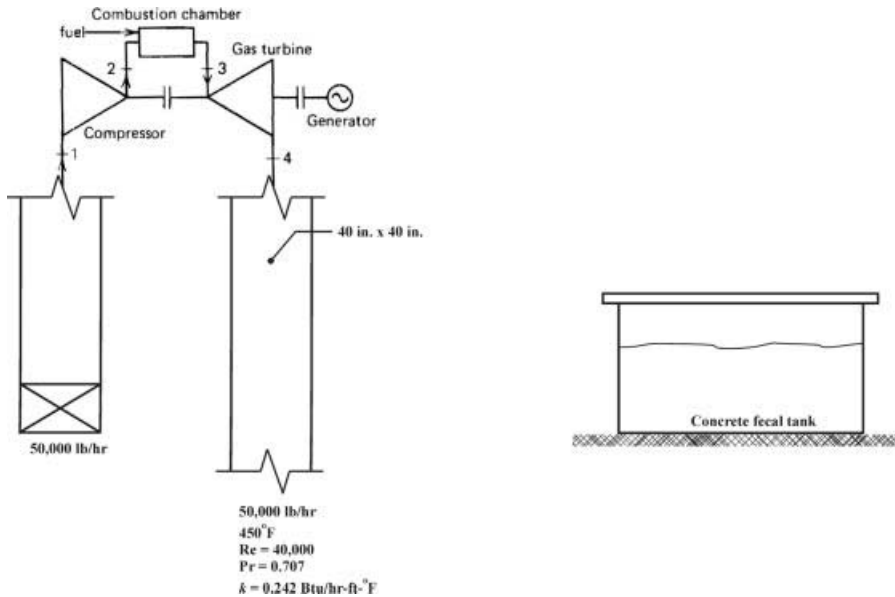 Combustion chamber
fuel
Gas turbine
2
3
Compressor
Generator
1
4
40 in. x 40 in.
50,000 lb/hr
Concrete fecal tank
50,000 lb/hr
450°F
Re = 40,000
Pr = 0.707
k = 0.242 Btu/hr-ft-°F